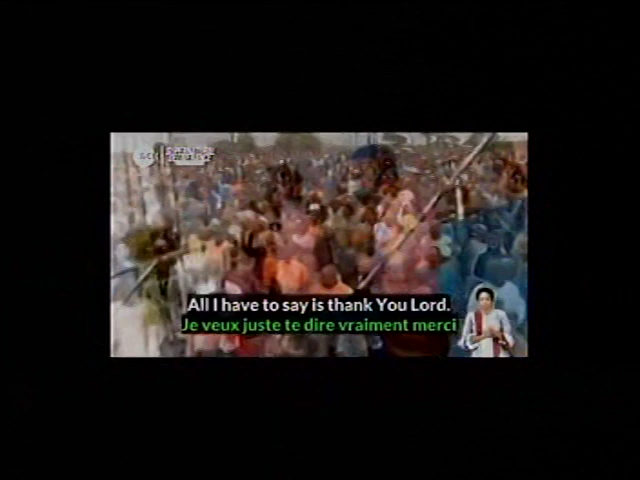 All I have to say is thank You Lord.
Je veux juste te dire vraiment merci